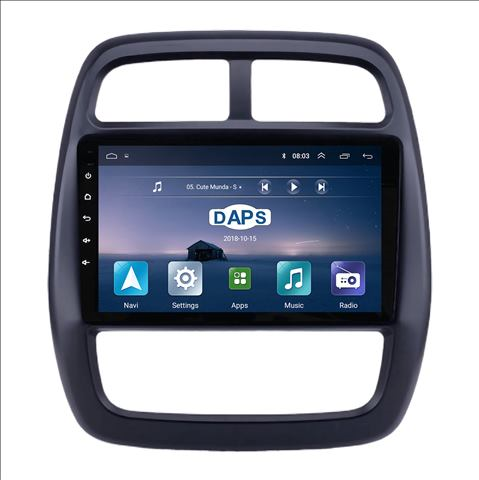 08:03
05. Cute Munda - S •
DAPS
2018-10-15
Navi Settings Apps Music Radio